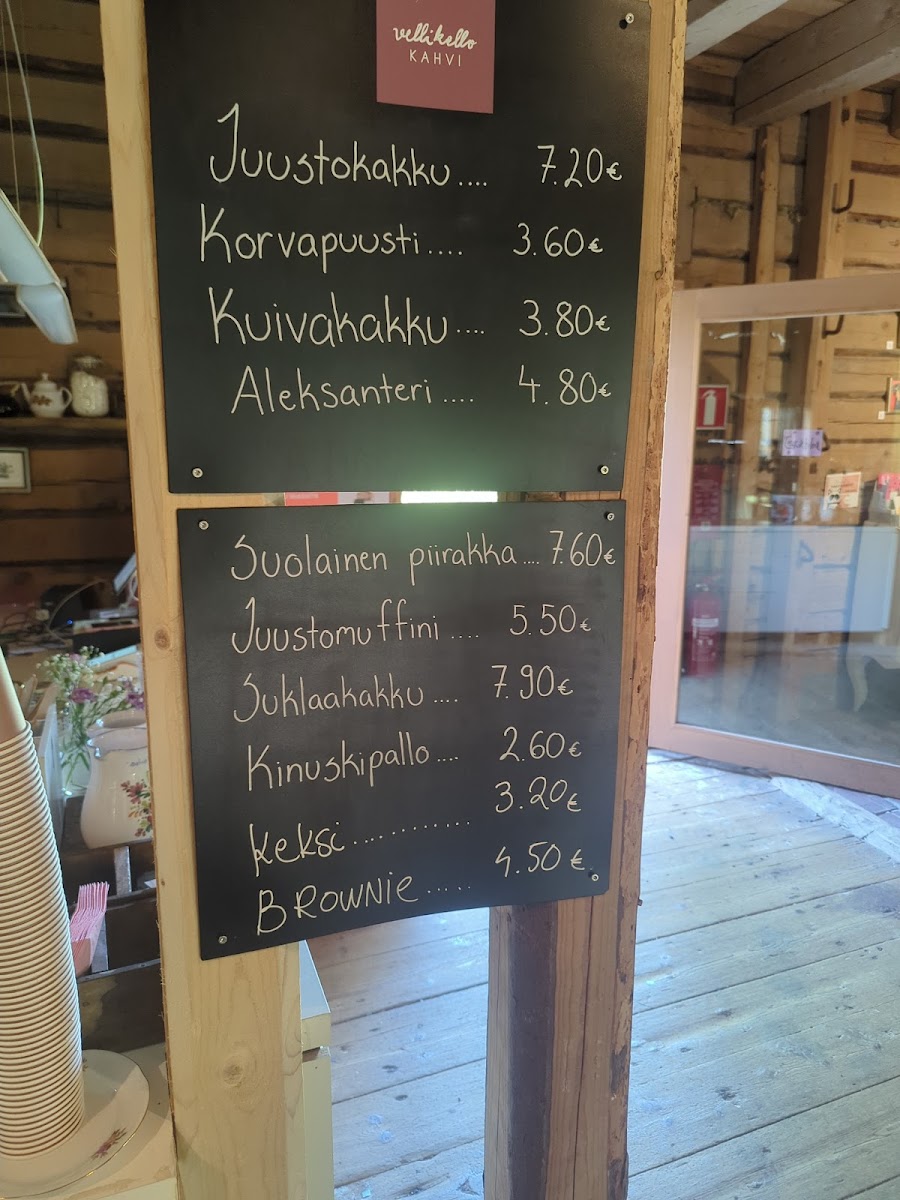 vellikello
KAHVI
Juustokakku.... 7.20€
Korvapuusti.... 3.60€
Kuivakakku.... 3.80€
Aleksanteri.... 4.80€
Suolainen piirakka.... 7.60€
Juustomuffini.... 5.50€
Suklaakakku.... 7.90€
Kinuskipallo.... 2.60€
Keksi............ 3.20€
BROWNIE...... 4.50€